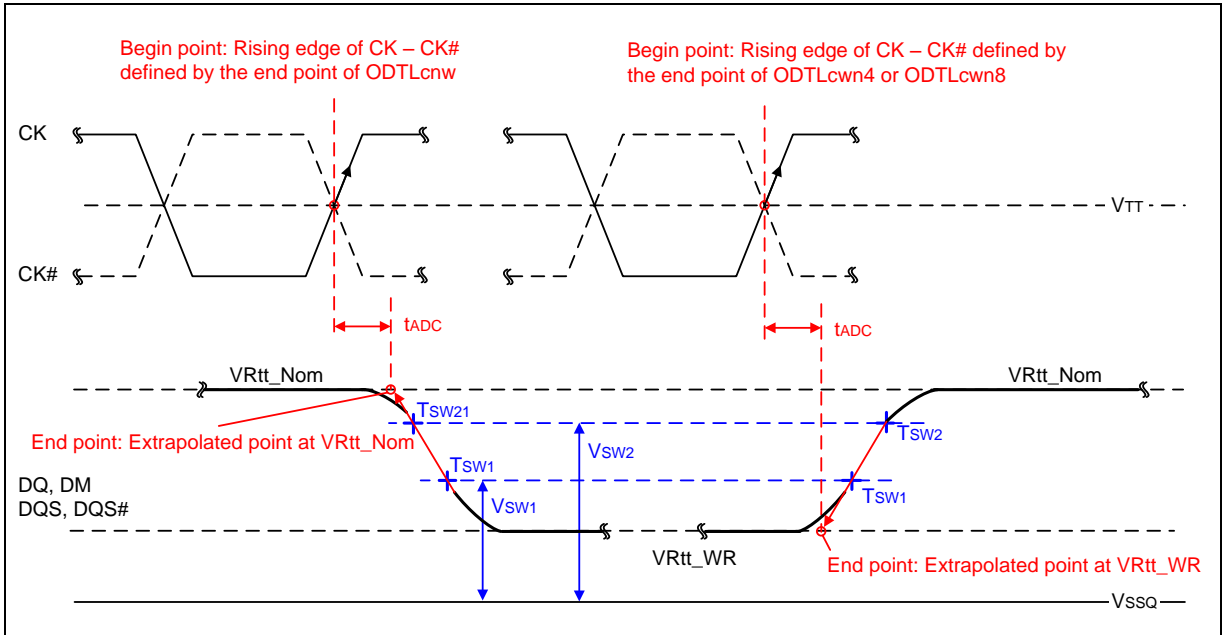 Begin point: Rising edge of CK – CK#
defined by the end point of ODTLcnw
Begin point: Rising edge of CK – CK# defined by
the end point of ODTLcwn4 or ODTLcwn8
CK
VTT
CK#
tADC
tADC
VRtt_Nom
VRtt_Nom
TSW21
End point: Extrapolated point at VRtt_Nom
VSW2
TSW2
TSW1
DQ, DM
DQS, DQS#
VSW1
TSW1
VRtt_WR
End point: Extrapolated point at VRtt_WR
VSSQ